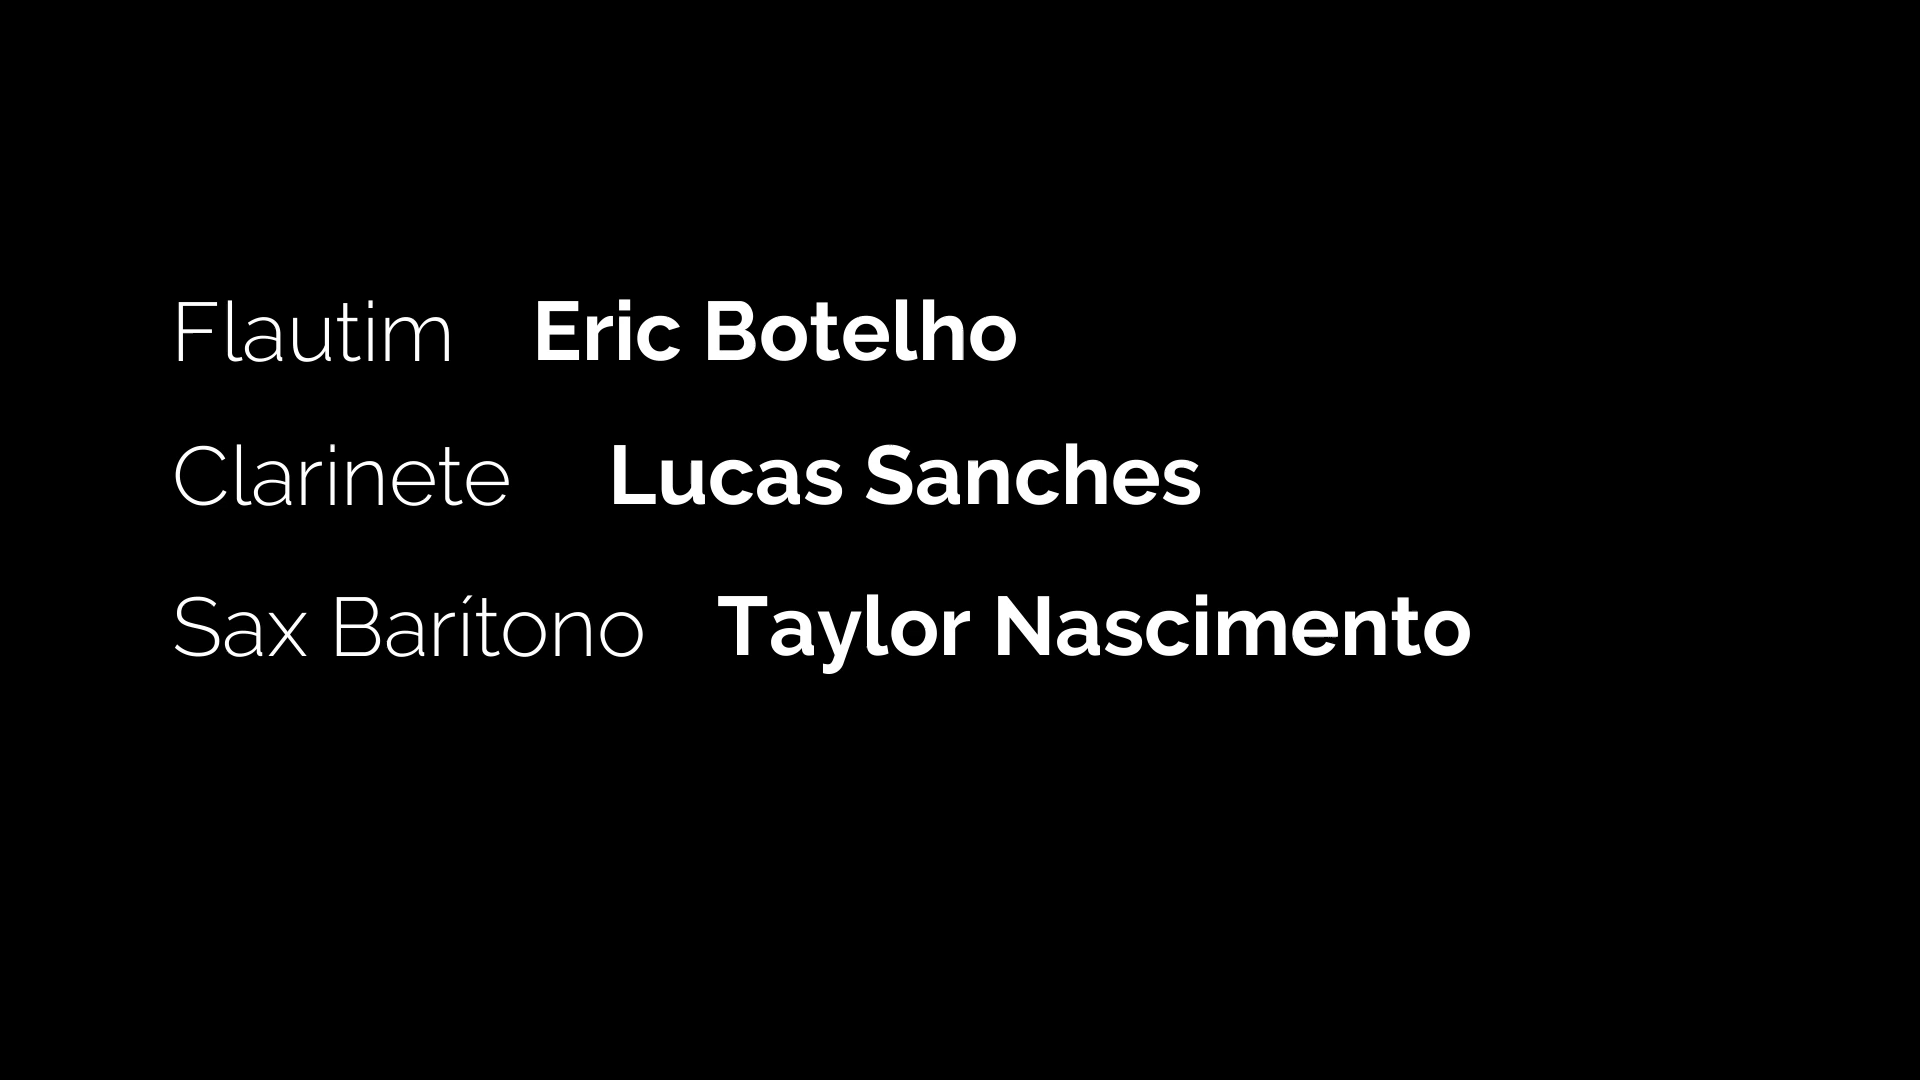 Flautim Eric Botelho
Clarinete Lucas Sanches
Sax Barítono Taylor Nascimento